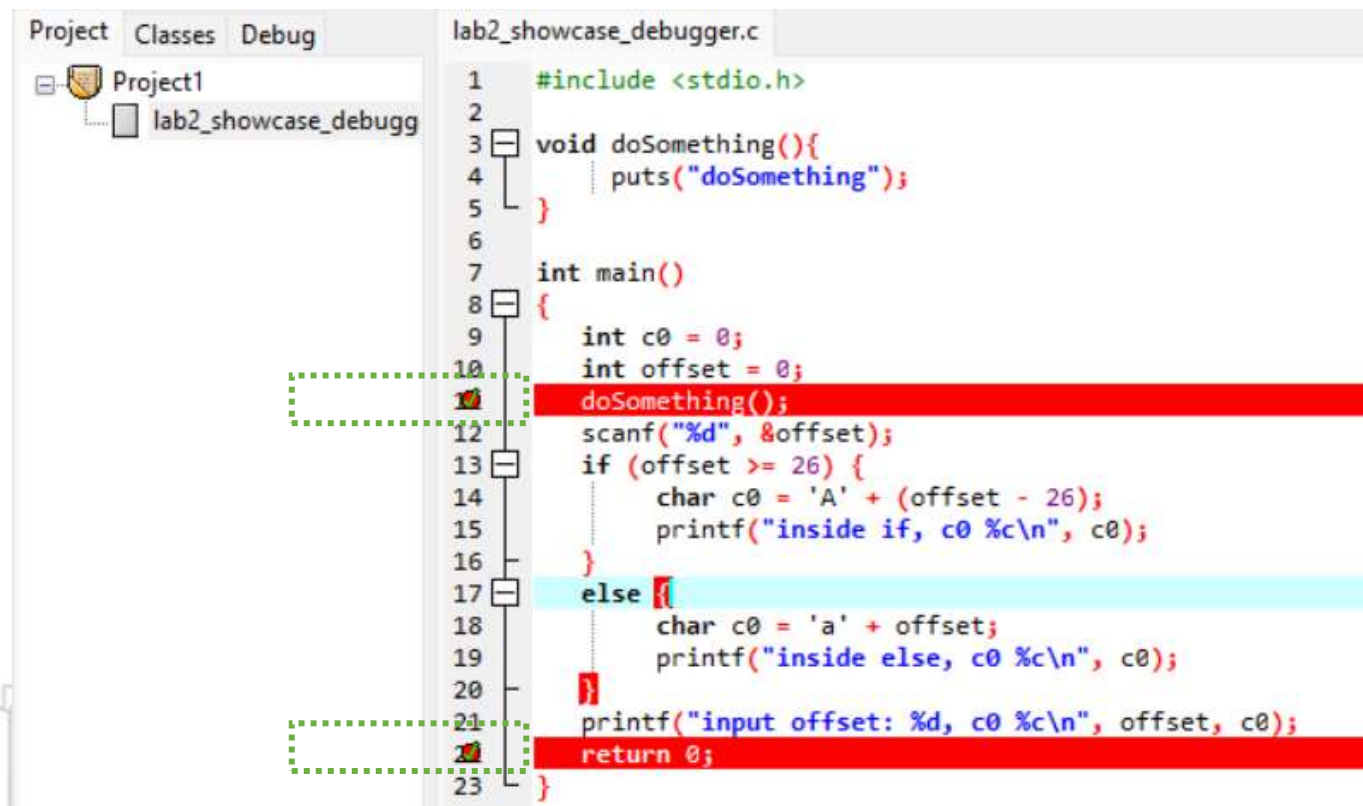 Project Classes Debug
lab2_showcase_debugger.c
Project1
lab2_showcase_debugg
1 #include <stdio.h>
2
3 void doSomething(){
4 puts("doSomething");
5 }
6
7 int main()
8 {
9 int c0 = 0;
10 int offset = 0;
doSomething();
12 scanf("%d", &offset);
13 if (offset >= 26) {
14 char c0 = 'A' + (offset - 26);
15 printf("inside if, c0 %c\n", c0);
16 }
17 else {
18 char c0 = 'a' + offset;
19 printf("inside else, c0 %c\n", c0);
20 }
21 printf("input offset: %d, c0 %c\n", offset, c0);
return 0;
23 }